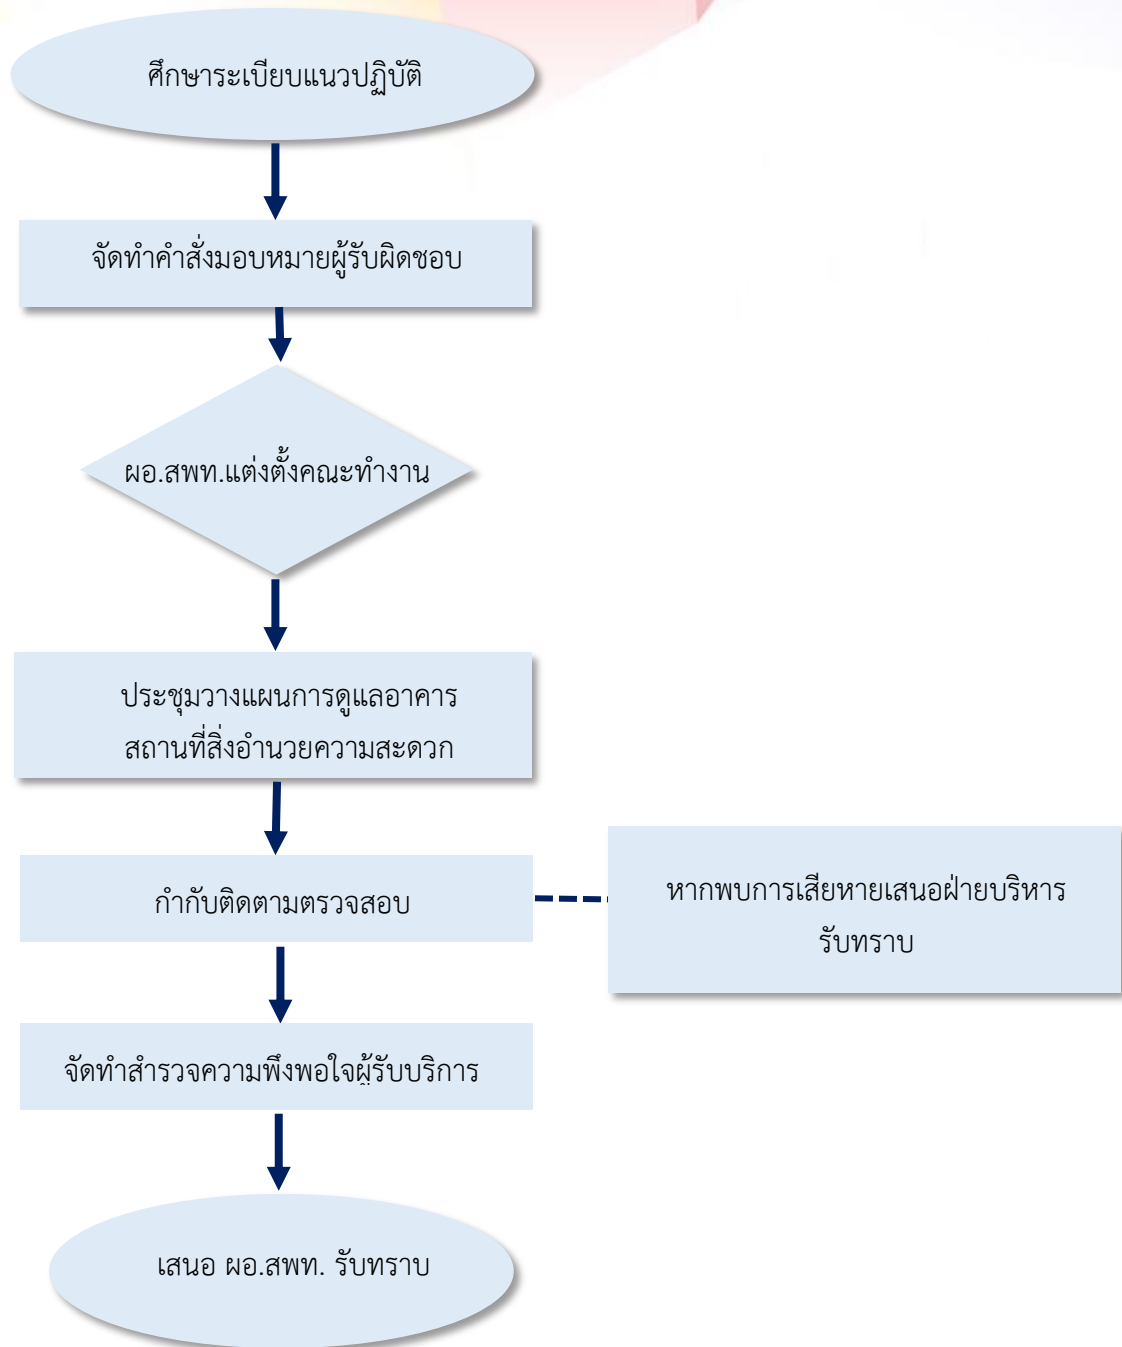 ศึกษาระเบียบแนวปฏิบัติ
จัดทำคำสั่งมอบหมายผู้รับผิดชอบ
ผอ.สพท.แต่งตั้งคณะทำงาน
ประชุมวางแผนการดูแลอาคาร
สถานที่สิ่งอำนวยความสะดวก
กำกับติดตามตรวจสอบ
หากพบการเสียหายเสนอฝ่ายบริหาร
รับทราบ
จัดทำสำรวจความพึงพอใจผู้รับบริการ
เสนอ ผอ.สพท. รับทราบ